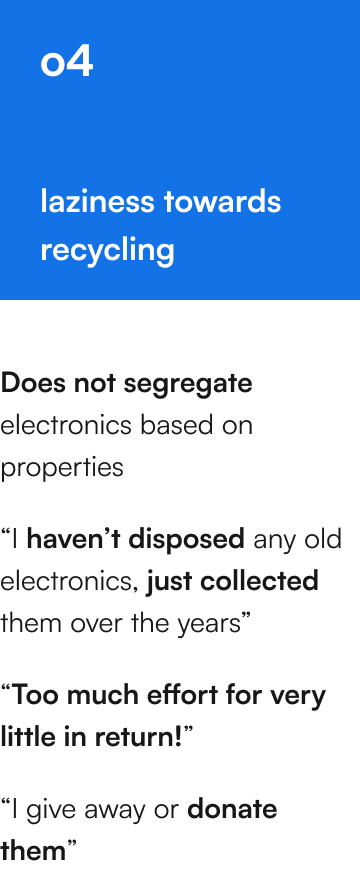 o4
laziness towards
recycling
Does not segregate
electronics based on
properties
“I haven’t disposed any old
electronics, just collected
them over the years”
“Too much effort for very
little in return!”
“I give away or donate
them”